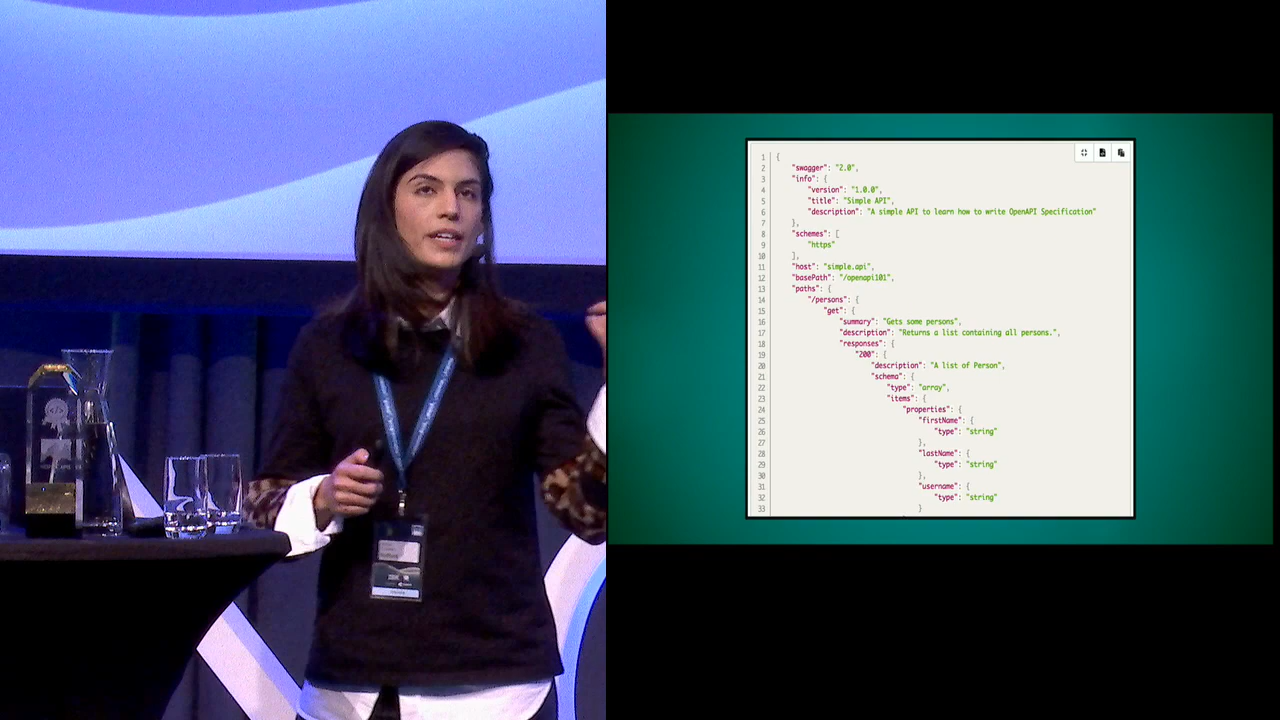 1 {
2 "swagger": "2.0",
3 "info": {
4 "version": "1.0.0",
5 "title": "Simple API",
6 "description": "A simple API to learn how to write OpenAPI Specification"
7 },
8 "schemes": [
9 "https"
10 ],
11 "host": "simple.api",
12 "basePath": "/openapi101",
13 "paths": {
14 "/persons": {
15 "get": {
16 "summary": "Gets some persons",
17 "description": "Returns a list containing all persons.",
18 "responses": {
19 "200": {
20 "description": "A list of Person",
21 "schema": {
22 "type": "array",
23 "items": {
24 "properties": {
25 "firstName": {
26 "type": "string"
27 },
28 "lastName": {
29 "type": "string"
30 },
31 "username": {
32 "type": "string"
33 }